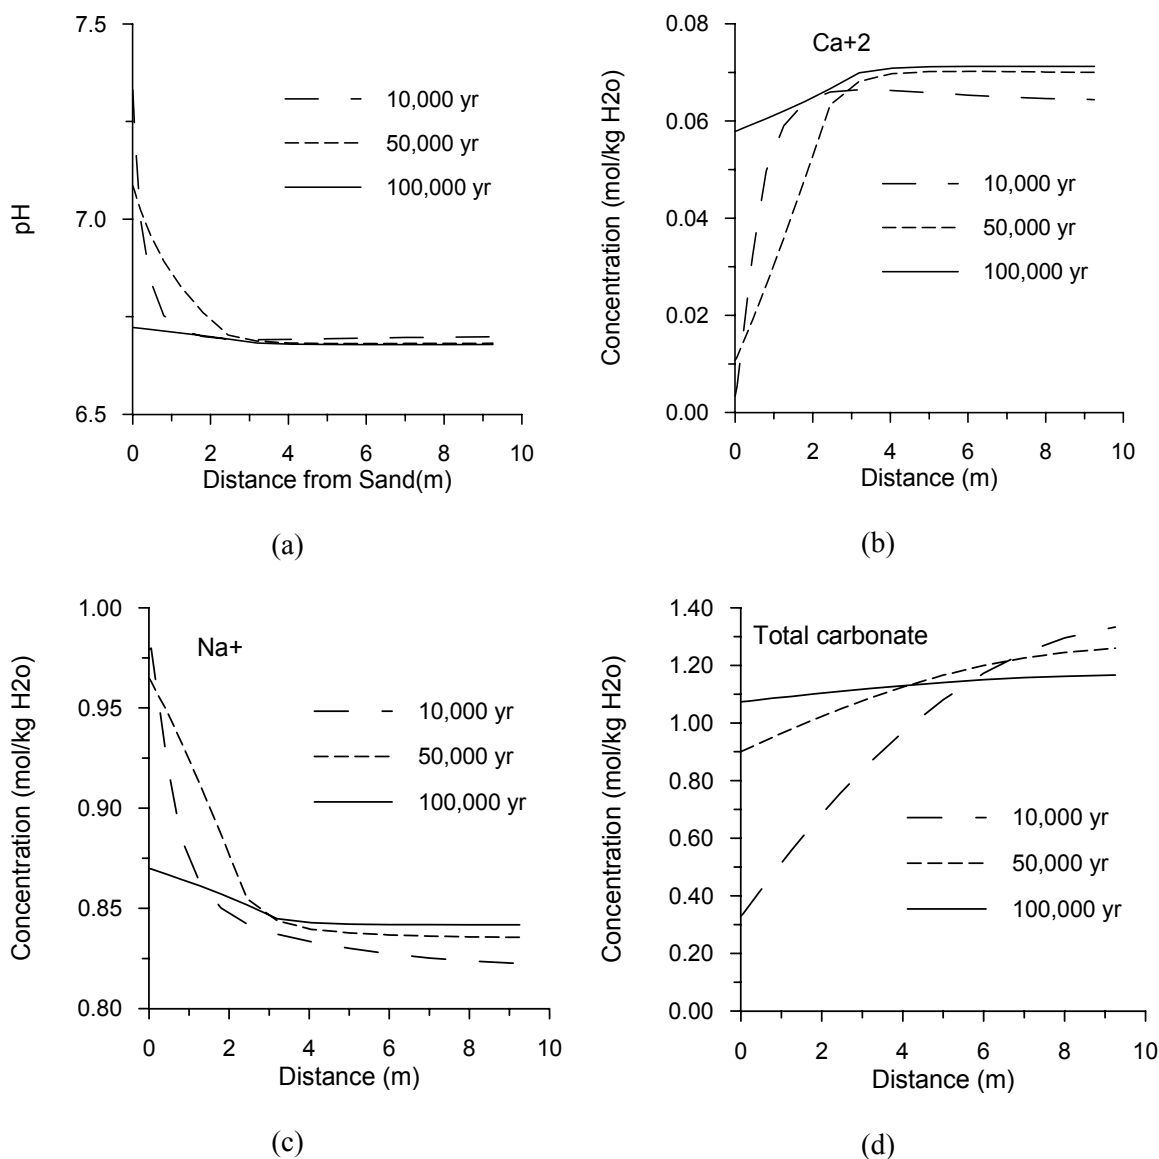 7.5
7.0
6.5
pH
10,000 yr
50,000 yr
100,000 yr
0 2 4 6 8 10
Distance from Sand(m)
(a)
0.08
0.06
0.04
0.02
0.00
Concentration (mol/kg H2o)
Ca+2
10,000 yr
50,000 yr
100,000 yr
0 2 4 6 8 10
Distance (m)
(b)
1.00
0.95
0.90
0.85
0.80
Concentration (mol/kg H2o)
Na+
10,000 yr
50,000 yr
100,000 yr
0 2 4 6 8 10
Distance (m)
(c)
1.40
1.20
1.00
0.80
0.60
0.40
0.20
0.00
Concentration (mol/kg H2o)
Total carbonate
10,000 yr
50,000 yr
100,000 yr
0 2 4 6 8 10
Distance (m)
(d)